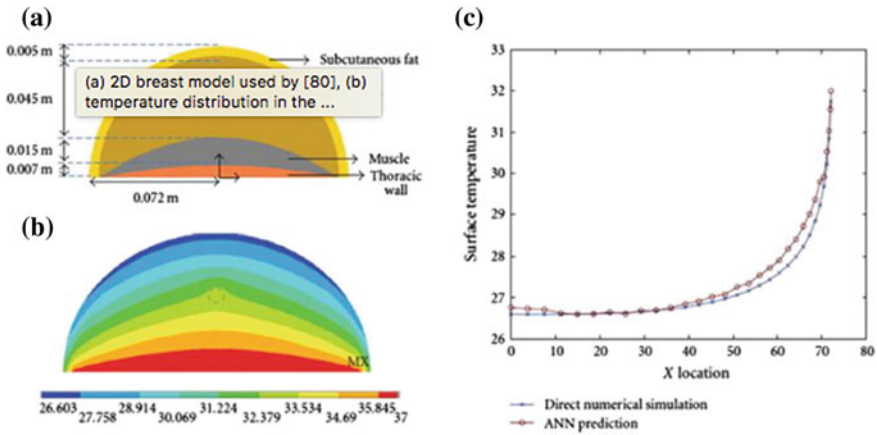 (a)
0.005 m
Subcutaneous fat
(a) 2D breast model used by [80], (b)
temperature distribution in the ...
0.045 m
0.015 m
Muscle
0.007 m
Thoracic
wall
0.072 m
(b)
MX
26.603 28.914 31.224 33.534 35.845
27.758 30.069 32.379 34.69 37
(c)
33
32
31
30
29
28
27
26
Surface temperature
0 10 20 30 40 50 60 70 80
X location
Direct numerical simulation
ANN prediction